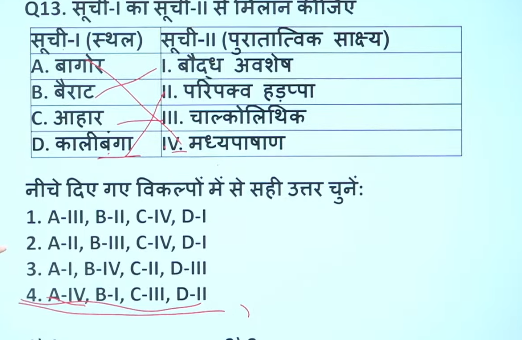 Q13. सूची-I का सूची-II से मिलान कीजिए
सूची-I (स्थल) सूची-II (पुरातात्विक साक्ष्य)
A. बागोर I. बौद्ध अवशेष
B. बैराट II. परिपक्व हड़प्पा
C. आहार III. चाल्कोलिथिक
D. कालीबंगा IV. मध्यपाषाण
नीचे दिए गए विकल्पों में से सही उत्तर चुनें:
1. A-III, B-II, C-IV, D-I
2. A-II, B-III, C-IV, D-I
3. A-I, B-IV, C-II, D-III
4. A-IV, B-I, C-III, D-II